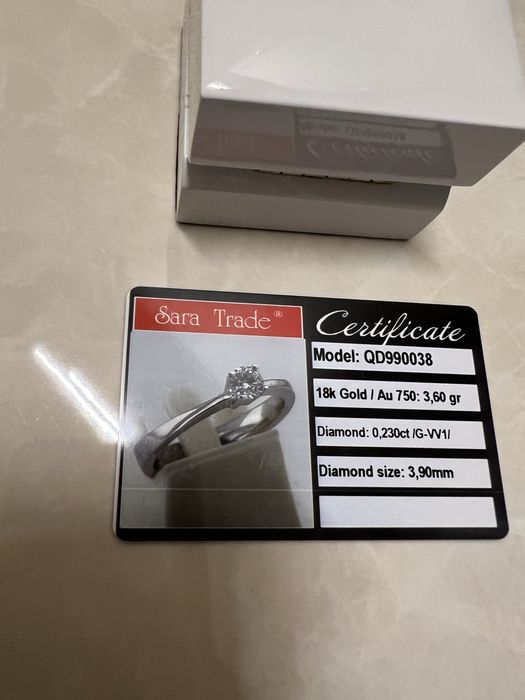 Sara Trade®
Certificate
Model: QD990038
18k Gold / Au 750: 3,60 gr
Diamond: 0,230ct /G-VV1/
Diamond size: 3,90mm